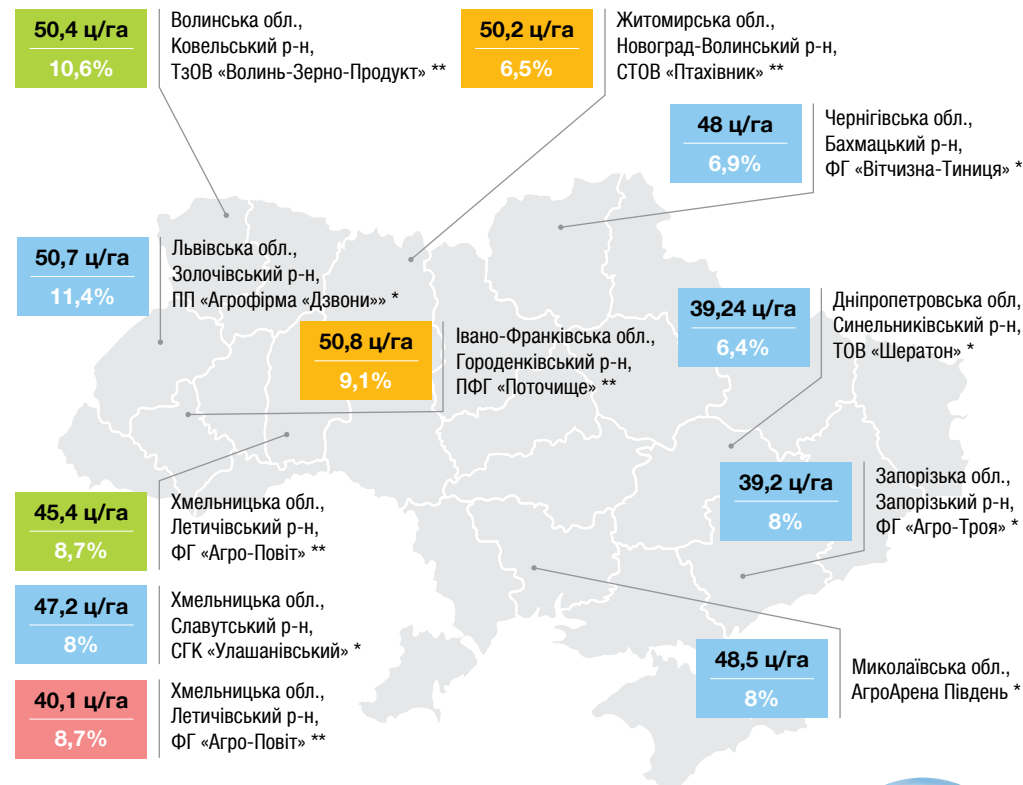 50,4 ц/га
10,6%
Волинська обл.,
Ковельський р-н,
ТзОВ «Волинь-Зерно-Продукт» **
50,2 ц/га
6,5%
Житомирська обл.,
Новоград-Волинський р-н,
СТОВ «Птахівник» **
48 ц/га
6,9%
Чернігівська обл.,
Бахмацький р-н,
ФГ «Вітчизна-Тиниця» *
50,7 ц/га
11,4%
Львівська обл.,
Золочівський р-н,
ПП «Агрофірма «Дзвони»» *
50,8 ц/га
9,1%
Івано-Франківська обл.,
Городенківський р-н,
ПФГ «Поточище» **
39,24 ц/га
6,4%
Дніпропетровська обл,
Синельниківський р-н,
ТОВ «Шератон» *
39,2 ц/га
8%
Запорізька обл.,
Запорізький р-н,
ФГ «Агро-Троя» *
45,4 ц/га
8,7%
Хмельницька обл.,
Летичівський р-н,
ФГ «Агро-Повіт» **
47,2 ц/га
8%
Хмельницька обл.,
Славутський р-н,
СГК «Улашанівський» *
48,5 ц/га
8%
Миколаївська обл.,
АгроАрена Південь *
40,1 ц/га
8,7%
Хмельницька обл.,
Летичівський р-н,
ФГ «Агро-Повіт» **